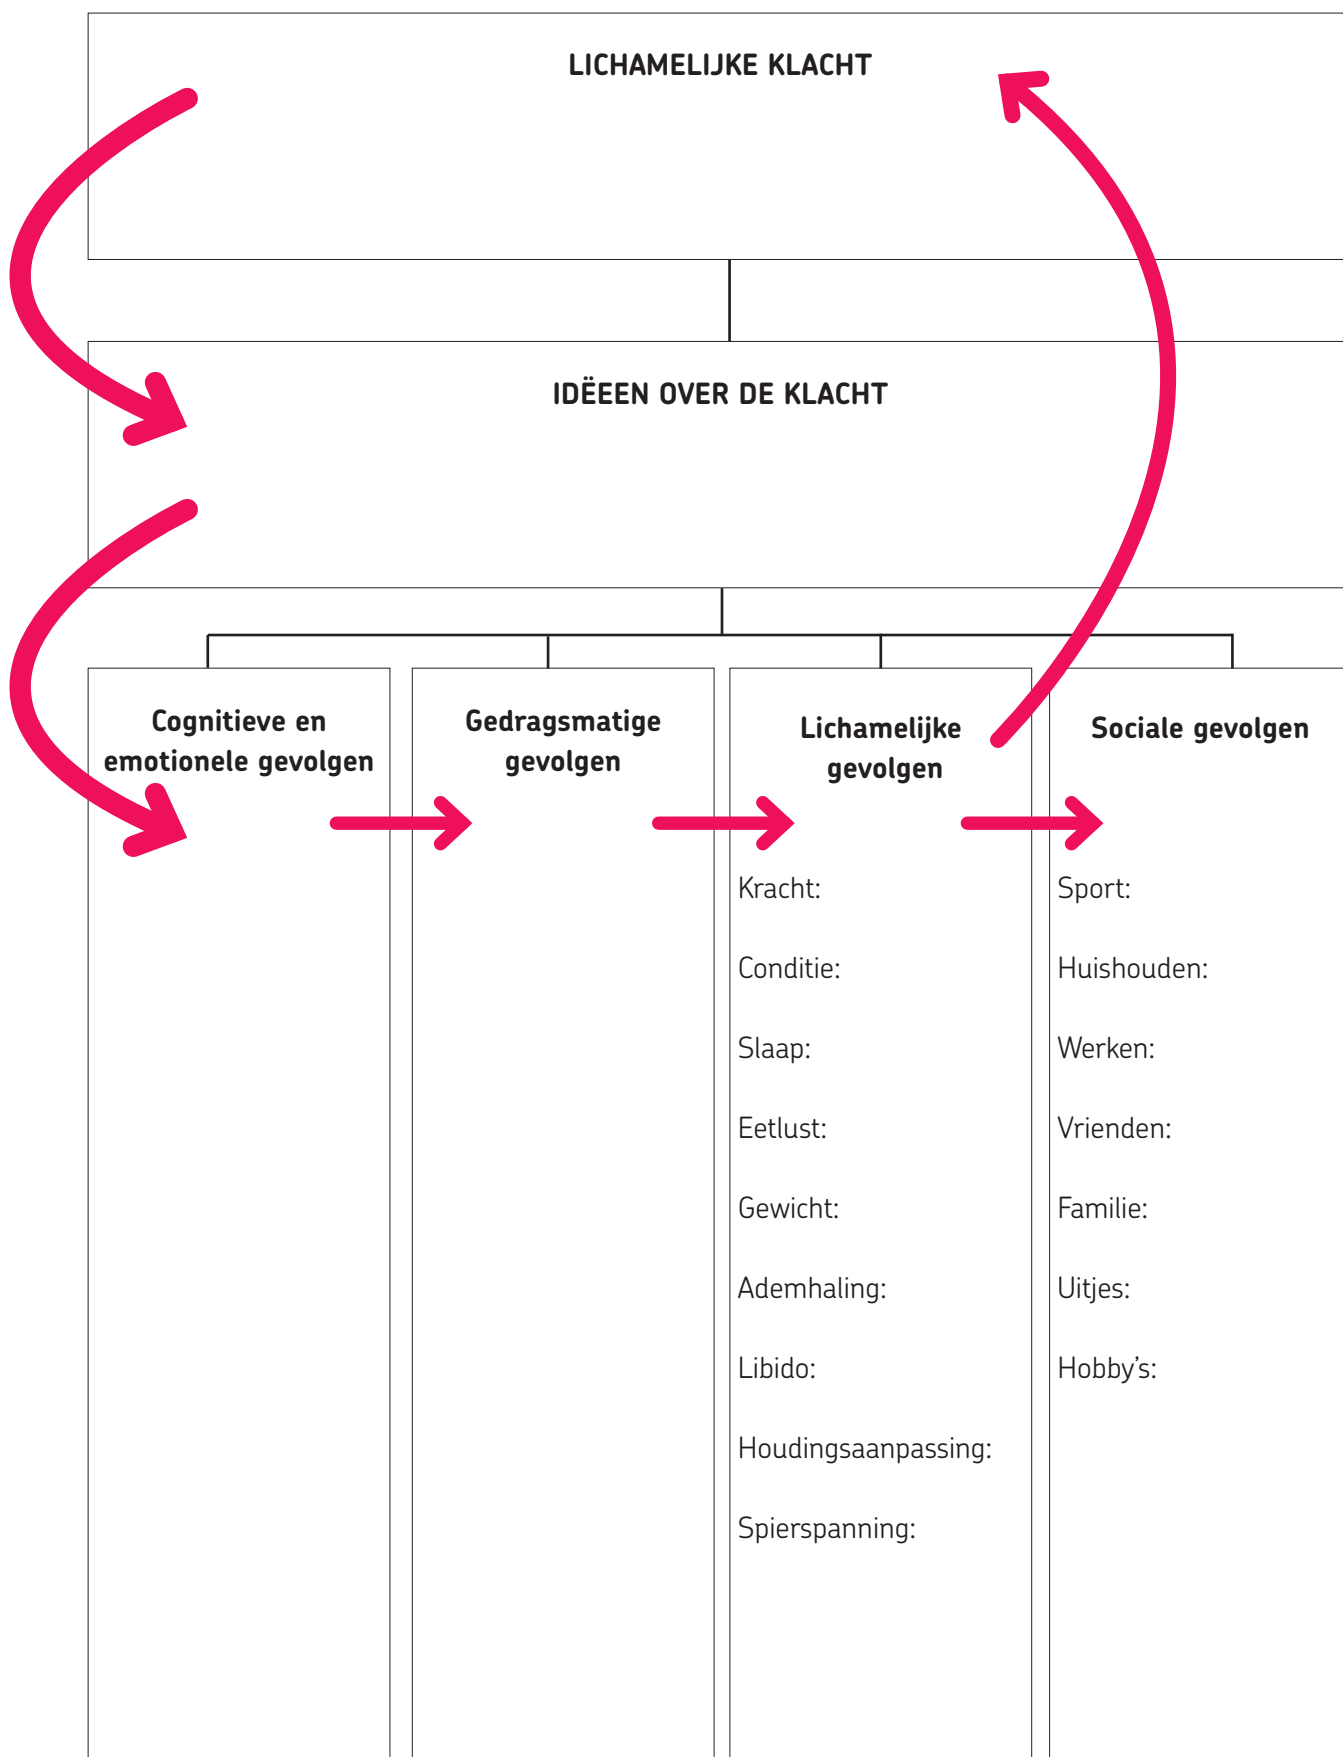 LICHAMELIJKE KLACHT
IDËEEN OVER DE KLACHT
Cognitieve en
emotionele gevolgen
Gedragsmatige
gevolgen
Lichamelijke
gevolgen
Kracht:
Conditie:
Slaap:
Eetlust:
Gewicht:
Ademhaling:
Libido:
Houdingsaanpassing:
Spierspanning:
Sociale gevolgen
Sport:
Huishouden:
Werken:
Vrienden:
Familie:
Uitjes:
Hobby's: